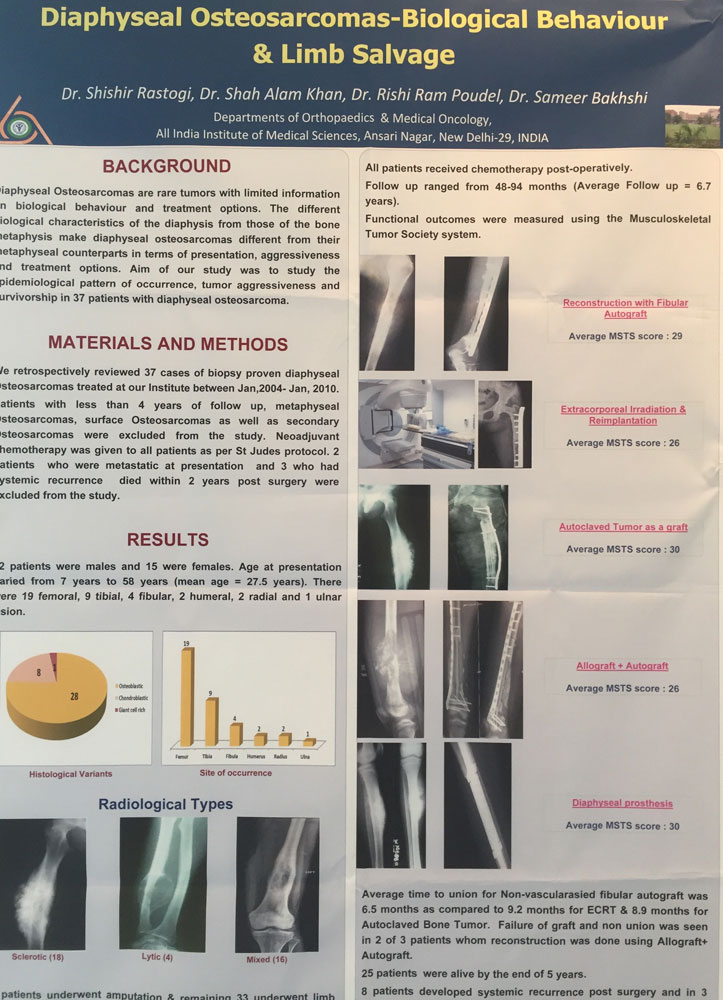 Diaphyseal Osteosarcomas-Biological Behaviour
& Limb Salvage
Dr. Shishir Rastogi, Dr. Shah Alam Khan, Dr. Rishi Ram Poudel, Dr. Sameer Bakhshi
Departments of Orthopaedics & Medical Oncology,
All India Institute of Medical Sciences, Ansari Nagar, New Delhi-29, INDIA
BACKGROUND
iaphyseal Osteosarcomas are rare tumors with limited information
n biological behaviour and treatment options. The different
iological characteristics of the diaphysis from those of the bone
etaphysis make diaphyseal osteosarcomas different from their
etaphyseal counterparts in terms of presentation, aggressiveness
nd treatment options. Aim of our study was to study the
pidemiological pattern of occurrence, tumor aggressiveness and
urvivorship in 37 patients with diaphyseal osteosarcoma.
MATERIALS AND METHODS
e retrospectively reviewed 37 cases of biopsy proven diaphyseal
steosarcomas treated at our Institute between Jan,2004- Jan, 2010.
atients with less than 4 years of follow up, metaphyseal
steosarcomas, surface Osteosarcomas as well as secondary
steosarcomas were excluded from the study. Neoadjuvant
hemotherapy was given to all patients as per St Judes protocol. 2
atients who were metastatic at presentation and 3 who had
ystemic recurrence died within 2 years post surgery were
xcluded from the study.
RESULTS
2 patients were males and 15 were females. Age at presentation
aried from 7 years to 58 years (mean age = 27.5 years). There
ere 19 femoral, 9 tibial, 4 fibular, 2 humeral, 2 radial and 1 ulnar
sion.
8
1
28
Osteoblastic
Chondroblastic
Giant cell rich
Histological Variants
19
9
4
2
2
1
Femur Tibia Fibula Humerus Radius Ulna
Site of occurrence
Radiological Types
Sclerotic (18)
Lytic (4)
Mixed (16)
patients underwent amputation & remaining 33 underwent limb
All patients received chemotherapy post-operatively.
Follow up ranged from 48-94 months (Average Follow up = 6.7
years).
Functional outcomes were measured using the Musculoskeletal
Tumor Society system.
Reconstruction with Fibular
Autograft
Average MSTS score : 29
Extracorporeal Irradiation &
Reimplantation
Average MSTS score : 26
Autoclaved Tumor as a graft
Average MSTS score : 30
Allograft + Autograft
Average MSTS score : 26
Diaphyseal prosthesis
Average MSTS score : 30
Average time to union for Non-vascularasied fibular autograft was
6.5 months as compared to 9.2 months for ECRT & 8.9 months for
Autoclaved Bone Tumor. Failure of graft and non union was seen
in 2 of 3 patients whom reconstruction was done using Allograft+
Autograft.
25 patients were alive by the end of 5 years.
8 patients developed systemic recurrence post surgery and in 3